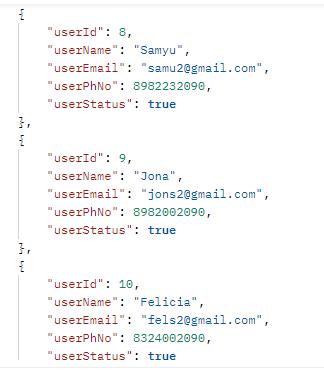 {
"userId": 8,
"userName": "Samyu",
"userEmail": "samu2@gmail.com",
"userPhNo": 8982232090,
"userStatus": true
},
{
"userId": 9,
"userName": "Jona",
"userEmail": "jons2@gmail.com",
"userPhNo": 8982002090,
"userStatus": true
},
{
"userId": 10,
"userName": "Felicia",
"userEmail": "fels2@gmail.com",
"userPhNo": 8324002090,
"userStatus": true